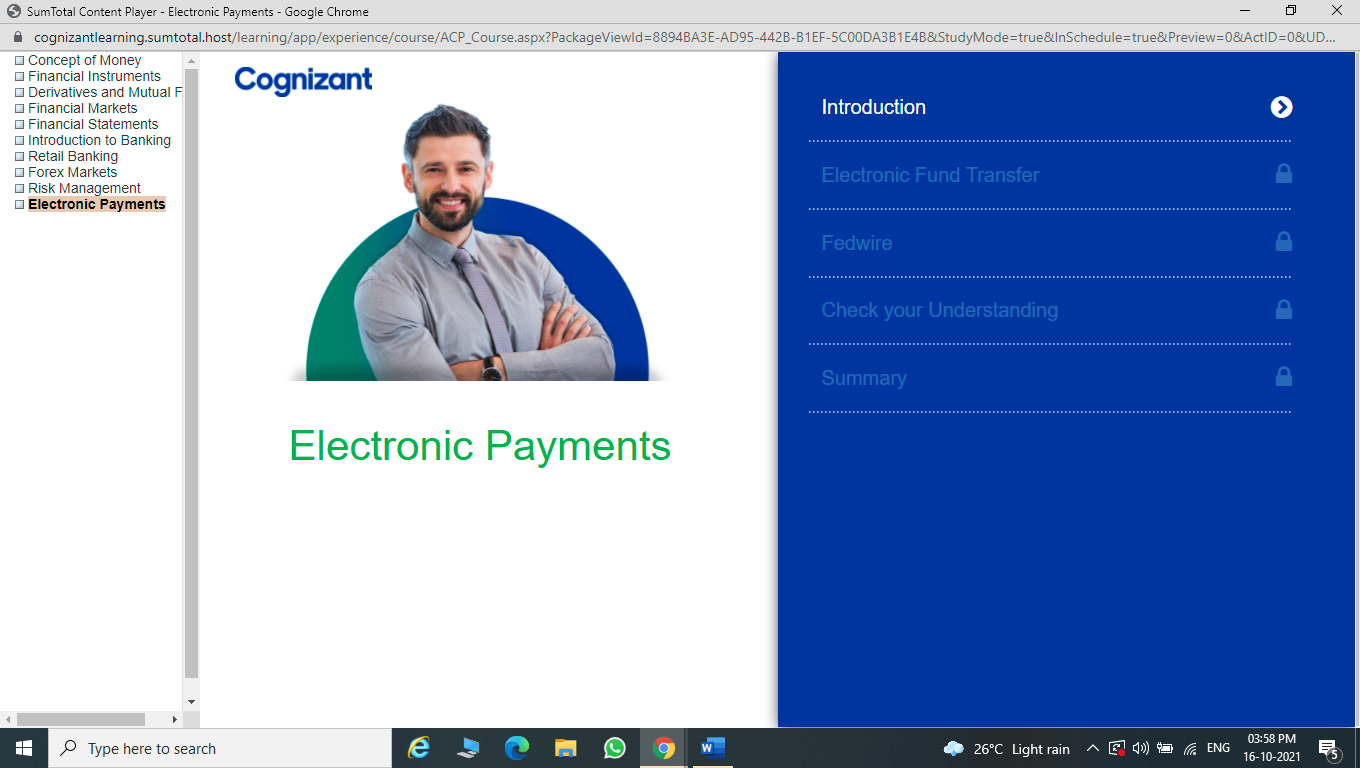 SumTotal Content Player - Electronic Payments - Google Chrome
cognizantlearning.sumtotal.host/learning/app/experience/course/ACP_Course.aspx?PackageViewId=8894BA3E-AD95-442B-B1EF-5C00DA3B1E4B&StudyMode=true&InSchedule=true&Preview=0&ActID=0&UD...
Concept of Money
Financial Instruments
Derivatives and Mutual F
Financial Markets
Financial Statements
Introduction to Banking
Retail Banking
Forex Markets
Risk Management
Electronic Payments
Cognizant
Electronic Payments
Introduction
Electronic Fund Transfer
Fedwire
Check your Understanding
Summary
Type here to search
26°C Light rain
ENG
03:58 PM
16-10-2021
5